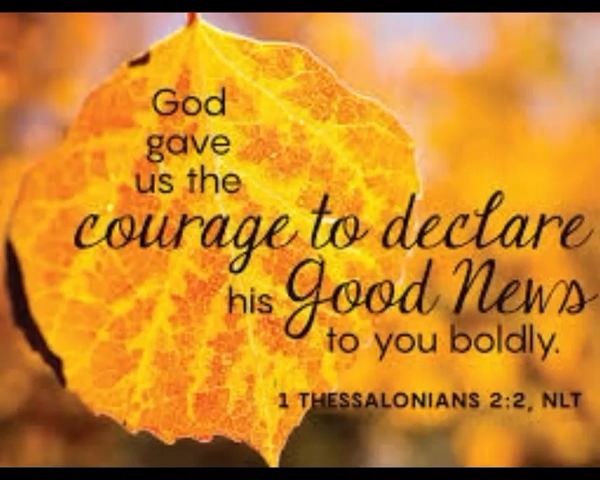 God
gave
us the
courage to declare
his Good News
to you boldly.
1 THESSALONIANS 2:2, NLT